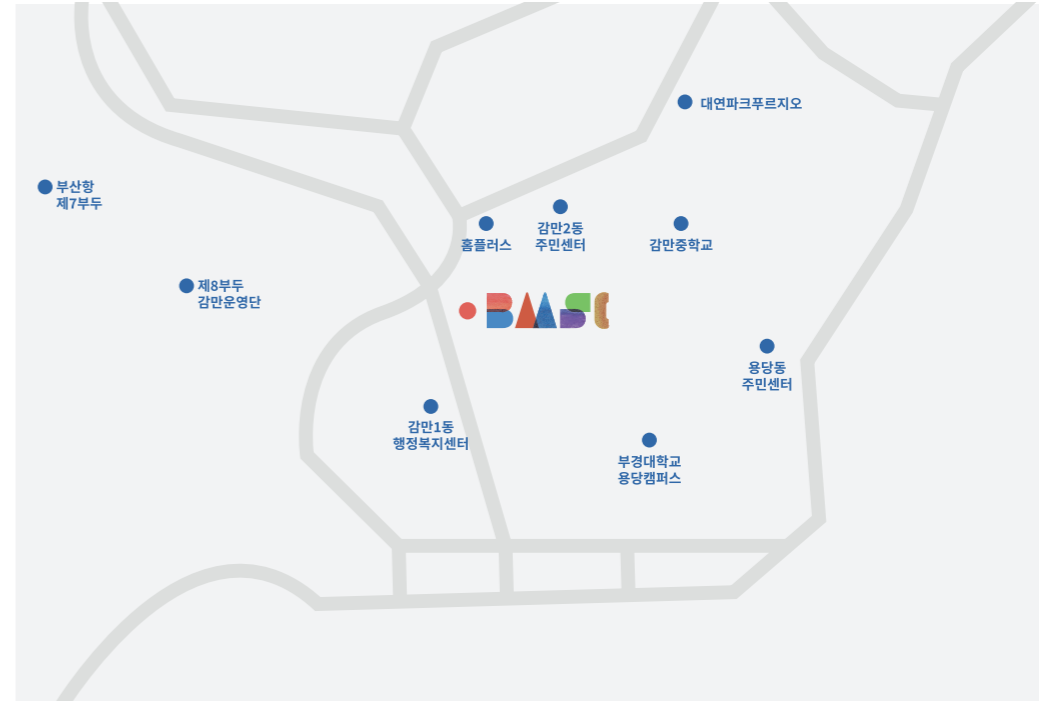 대연파크푸르지오
부산항
제7부두
홈플러스
감만2동
주민센터
감만중학교
제8부두
감만운영단
BMSC
용당동
주민센터
감만1동
행정복지센터
부경대학교
용당캠퍼스